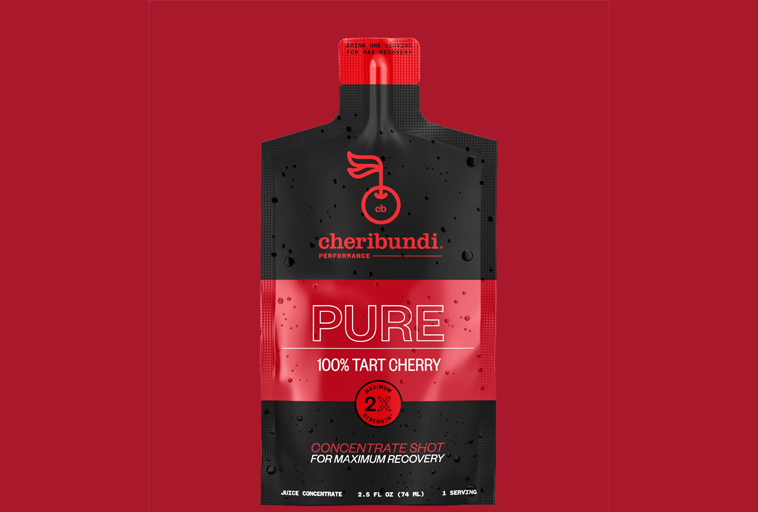 DRINK ONE SERVING
FOR MAX RECOVERY
cb
cheribundi.
PERFORMANCE
PURE
100% TART CHERRY
MAXIMUM
2X
STRENGTH*
CONCENTRATE SHOT
FOR MAXIMUM RECOVERY
JUICE CONCENTRATE 2.5 FL OZ (74 ML) 1 SERVING